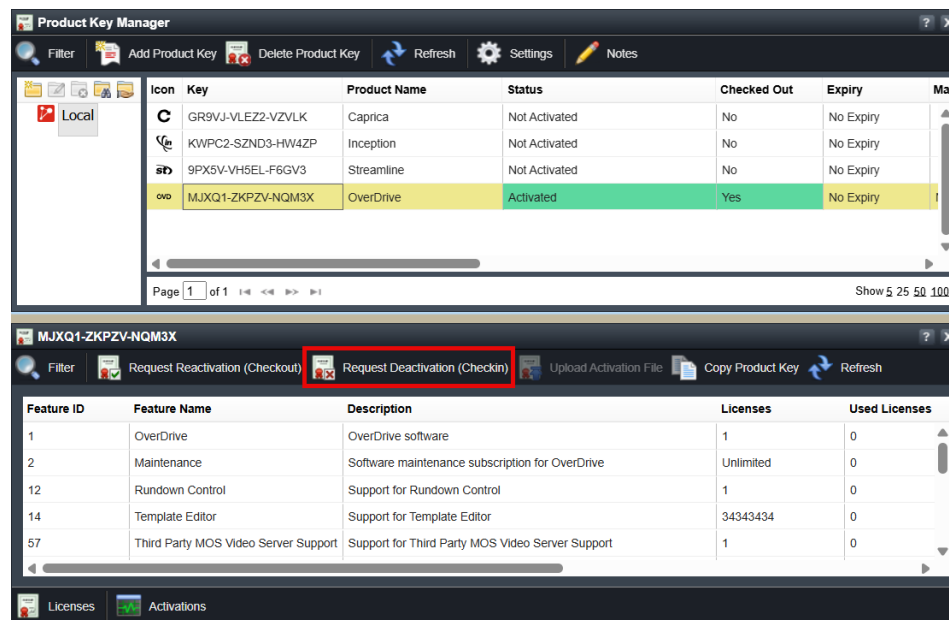 Product Key Manager ?
Filter Add Product Key Delete Product Key Refresh Settings Notes
Local
Icon Key Product Name Status Checked Out Expiry Ma
C GR9VJ-VLEZ2-VZVLK Caprica Not Activated No No Expiry
in KWPC2-SZND3-HW4ZP Inception Not Activated No No Expiry
9PX5V-VH5EL-F6GV3 Streamline Not Activated No No Expiry
OVD MJXQ1-ZKPZV-NQM3X OverDrive Activated Yes No Expiry
Page 1 of 1 Show 5 25 50 100
MJXQ1-ZKPZV-NQM3X ?
Filter Request Reactivation (Checkout) Request Deactivation (Checkin) Upload Activation File Copy Product Key Refresh
Feature ID Feature Name Description Licenses Used Licenses
1 OverDrive OverDrive software 1 0
2 Maintenance Software maintenance subscription for OverDrive Unlimited 0
12 Rundown Control Support for Rundown Control 1 0
14 Template Editor Support for Template Editor 34343434 0
57 Third Party MOS Video Server Support Support for Third Party MOS Video Server Support 1 0
Licenses Activations